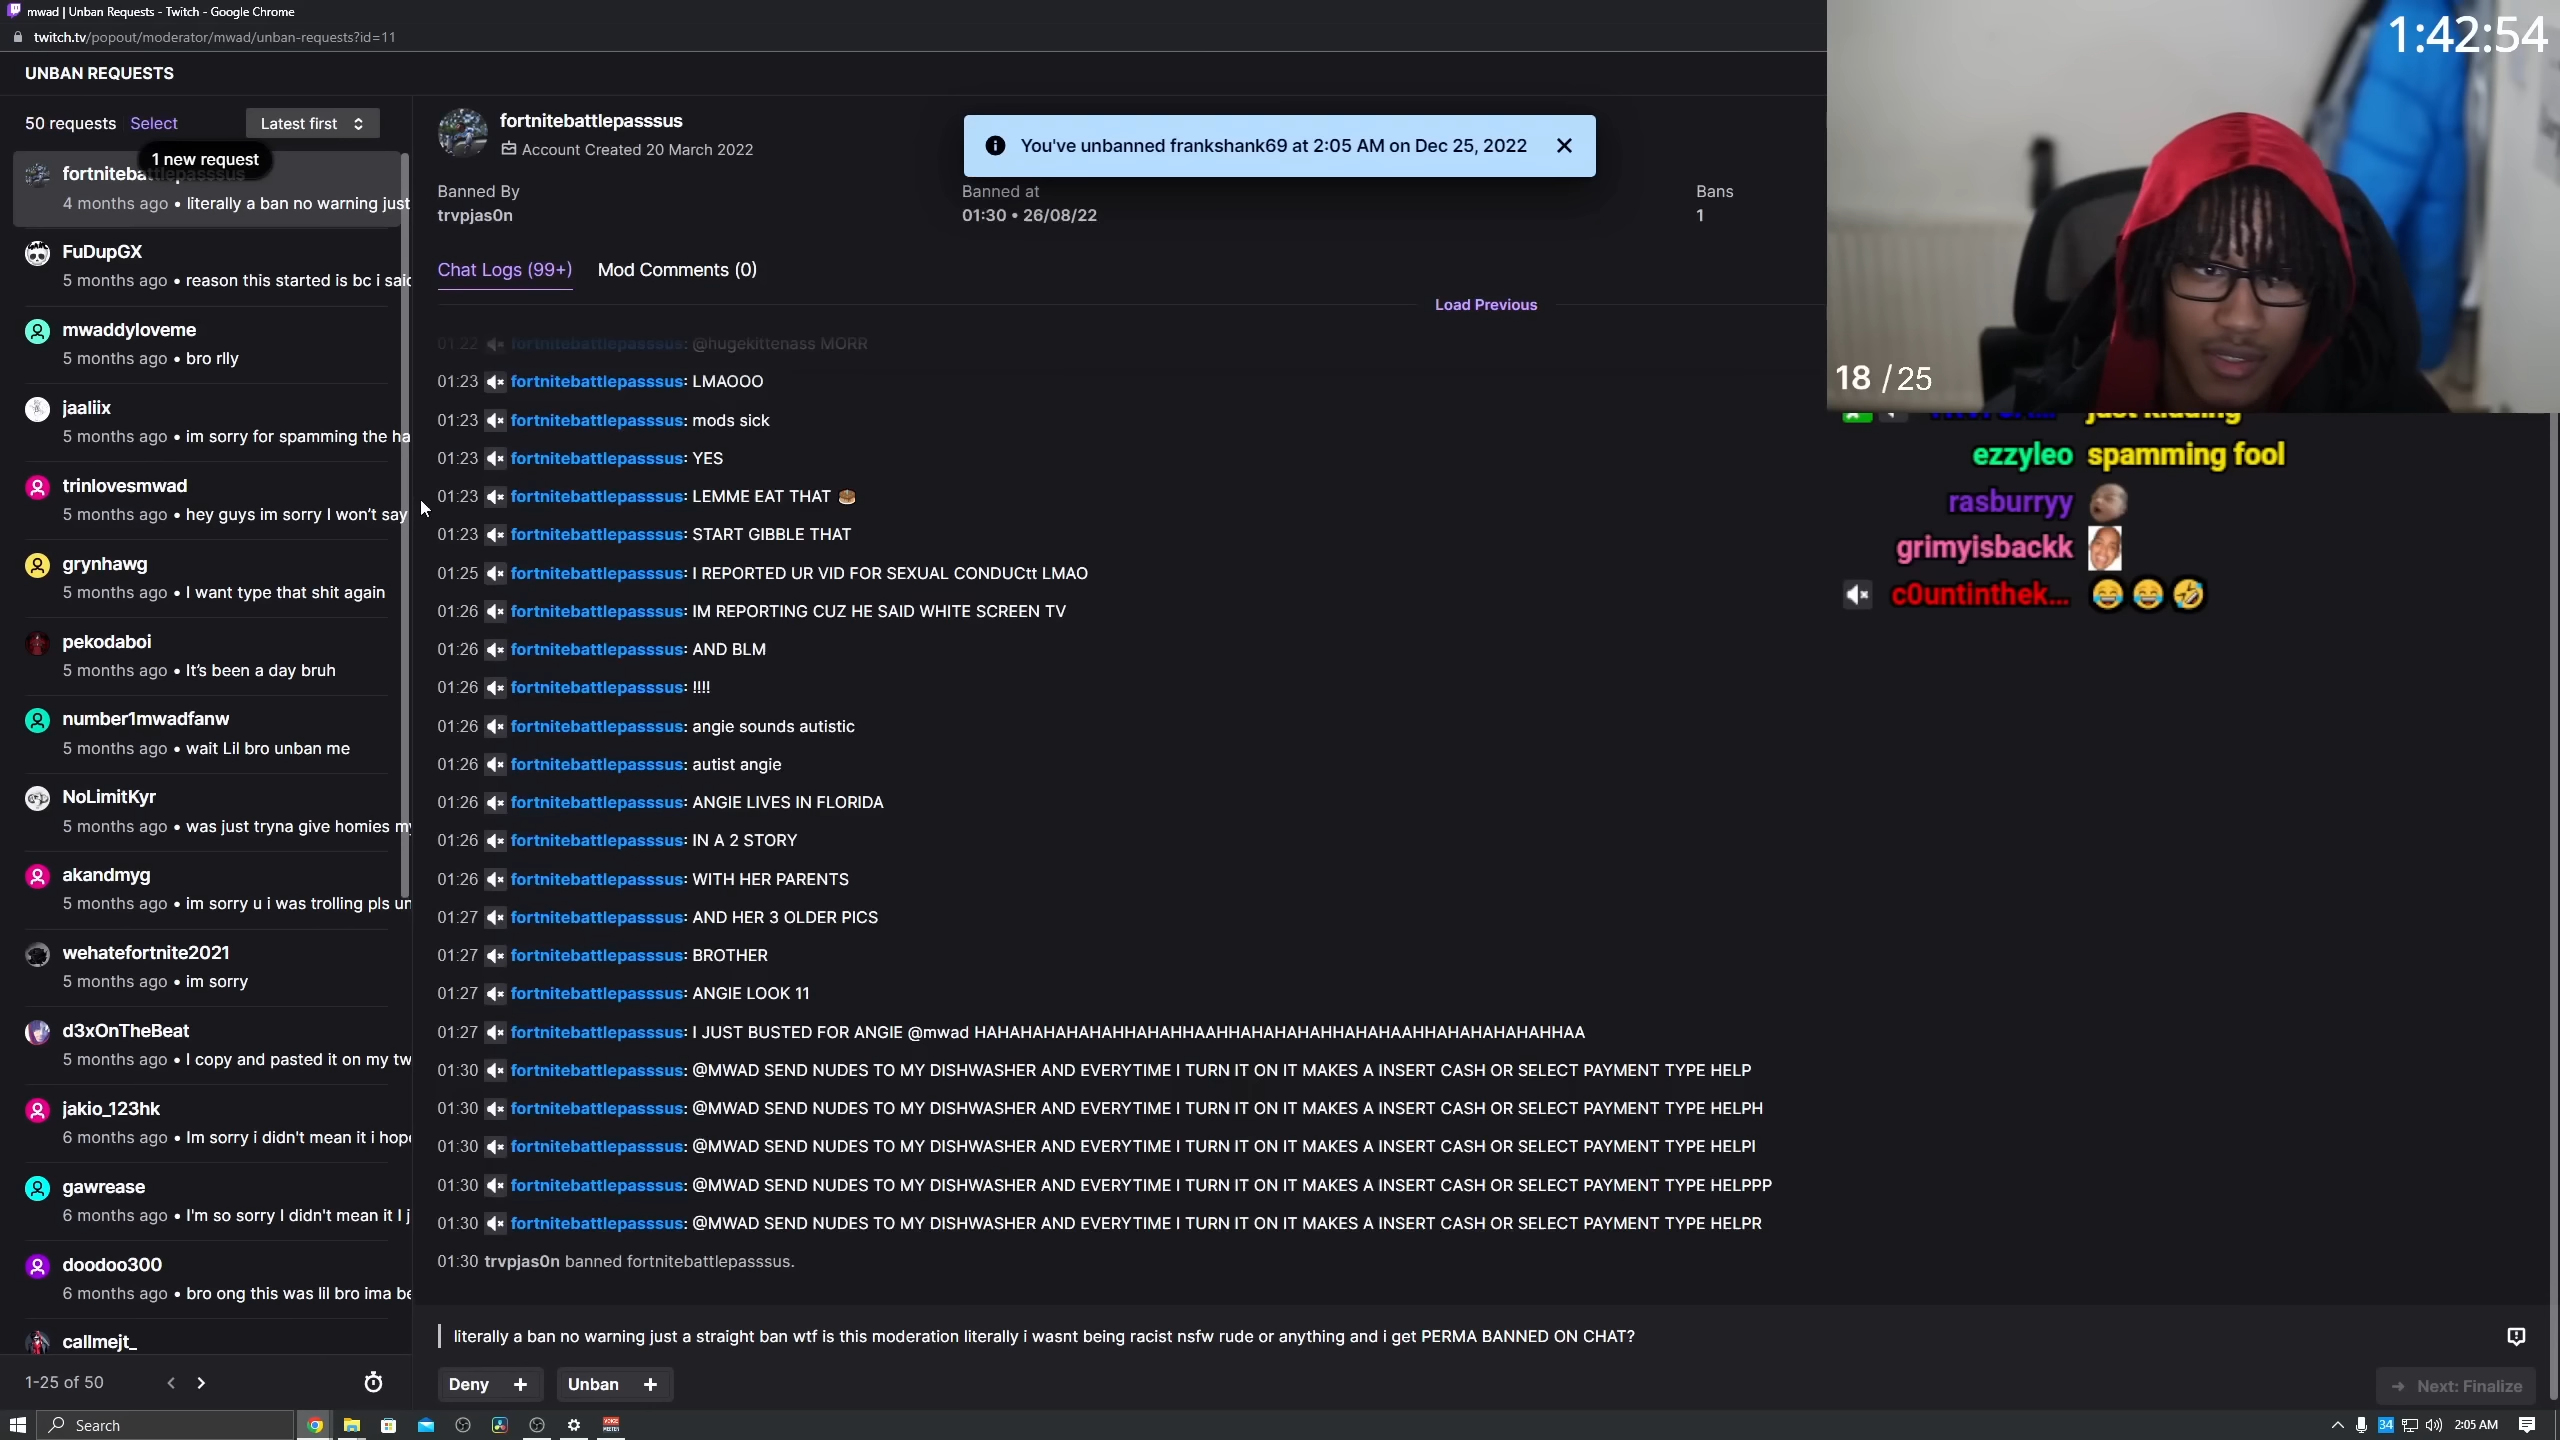 mwad | Unban Requests - Twitch - Google Chrome
twitch.tv/popout/moderator/mwad/unban-requests?id=11
UNBAN REQUESTS
50 requests Select Latest first
1 new request
4 months ago • literally a ban no warning just
FuDupGX
5 months ago • reason this started is bc i said
mwaddyloveme
5 months ago • bro rlly
jaaliix
5 months ago • im sorry for spamming the ha
trinlovesmwad
5 months ago • hey guys im sorry I won't say
grynhawg
5 months ago • I want type that shit again
pekodaboi
5 months ago • It's been a day bruh
number1mwadfanw
5 months ago • wait Lil bro unban me
NoLimitKyr
5 months ago • was just tryna give homies my
akandmyg
5 months ago • im sorry u i was trolling pls un
wehatefortnite2021
5 months ago • im sorry
d3xOnTheBeat
5 months ago • I copy and pasted it on my tw
jakio_123hk
6 months ago • Im sorry i didn't mean it i hope
gawrease
6 months ago • I'm so sorry I didn't mean it I j
doodoo300
6 months ago • bro ong this was lil bro ima be
callmejt_
1-25 of 50
fortnitebattlepasssus
Account Created 20 March 2022
You've unbanned frankshank69 at 2:05 AM on Dec 25, 2022
Banned By
trvpjas0n
Banned at
01:30 • 26/08/22
Bans
1
Chat Logs (99+) Mod Comments (0)
Load Previous
01:22 fortnitebattlepasssus: @hugekittenass MORR
01:23 fortnitebattlepasssus: LMAOOO
01:23 fortnitebattlepasssus: mods sick
01:23 fortnitebattlepasssus: YES
01:23 fortnitebattlepasssus: LEMME EAT THAT 🥞
01:23 fortnitebattlepasssus: START GIBBLE THAT
01:25 fortnitebattlepasssus: I REPORTED UR VID FOR SEXUAL CONDUCtt LMAO
01:26 fortnitebattlepasssus: IM REPORTING CUZ HE SAID WHITE SCREEN TV
01:26 fortnitebattlepasssus: AND BLM
01:26 fortnitebattlepasssus: !!!!
01:26 fortnitebattlepasssus: angie sounds autistic
01:26 fortnitebattlepasssus: autist angie
01:26 fortnitebattlepasssus: ANGIE LIVES IN FLORIDA
01:26 fortnitebattlepasssus: IN A 2 STORY
01:26 fortnitebattlepasssus: WITH HER PARENTS
01:27 fortnitebattlepasssus: AND HER 3 OLDER PICS
01:27 fortnitebattlepasssus: BROTHER
01:27 fortnitebattlepasssus: ANGIE LOOK 11
01:27 fortnitebattlepasssus: I JUST BUSTED FOR ANGIE @mwad HAHAHAHAHAHAHHAHAHHAAHHAHAHAHAHHAHAHAAHHAHAHAHAHAHHAA
01:30 fortnitebattlepasssus: @MWAD SEND NUDES TO MY DISHWASHER AND EVERYTIME I TURN IT ON IT MAKES A INSERT CASH OR SELECT PAYMENT TYPE HELP
01:30 fortnitebattlepasssus: @MWAD SEND NUDES TO MY DISHWASHER AND EVERYTIME I TURN IT ON IT MAKES A INSERT CASH OR SELECT PAYMENT TYPE HELPH
01:30 fortnitebattlepasssus: @MWAD SEND NUDES TO MY DISHWASHER AND EVERYTIME I TURN IT ON IT MAKES A INSERT CASH OR SELECT PAYMENT TYPE HELPI
01:30 fortnitebattlepasssus: @MWAD SEND NUDES TO MY DISHWASHER AND EVERYTIME I TURN IT ON IT MAKES A INSERT CASH OR SELECT PAYMENT TYPE HELPPP
01:30 fortnitebattlepasssus: @MWAD SEND NUDES TO MY DISHWASHER AND EVERYTIME I TURN IT ON IT MAKES A INSERT CASH OR SELECT PAYMENT TYPE HELPR
01:30 trvpjas0n banned fortnitebattlepasssus.
literally a ban no warning just a straight ban wtf is this moderation literally i wasnt being racist nsfw rude or anything and i get PERMA BANNED ON CHAT?
Deny + Unban +
Next: Finalize
1:42:54
18 / 25
just kidding
ezzyleo spamming fool
rasburryy
grimyisbackk
c0untinthek... 😂 😂 🤣
Search
34
2:05 AM